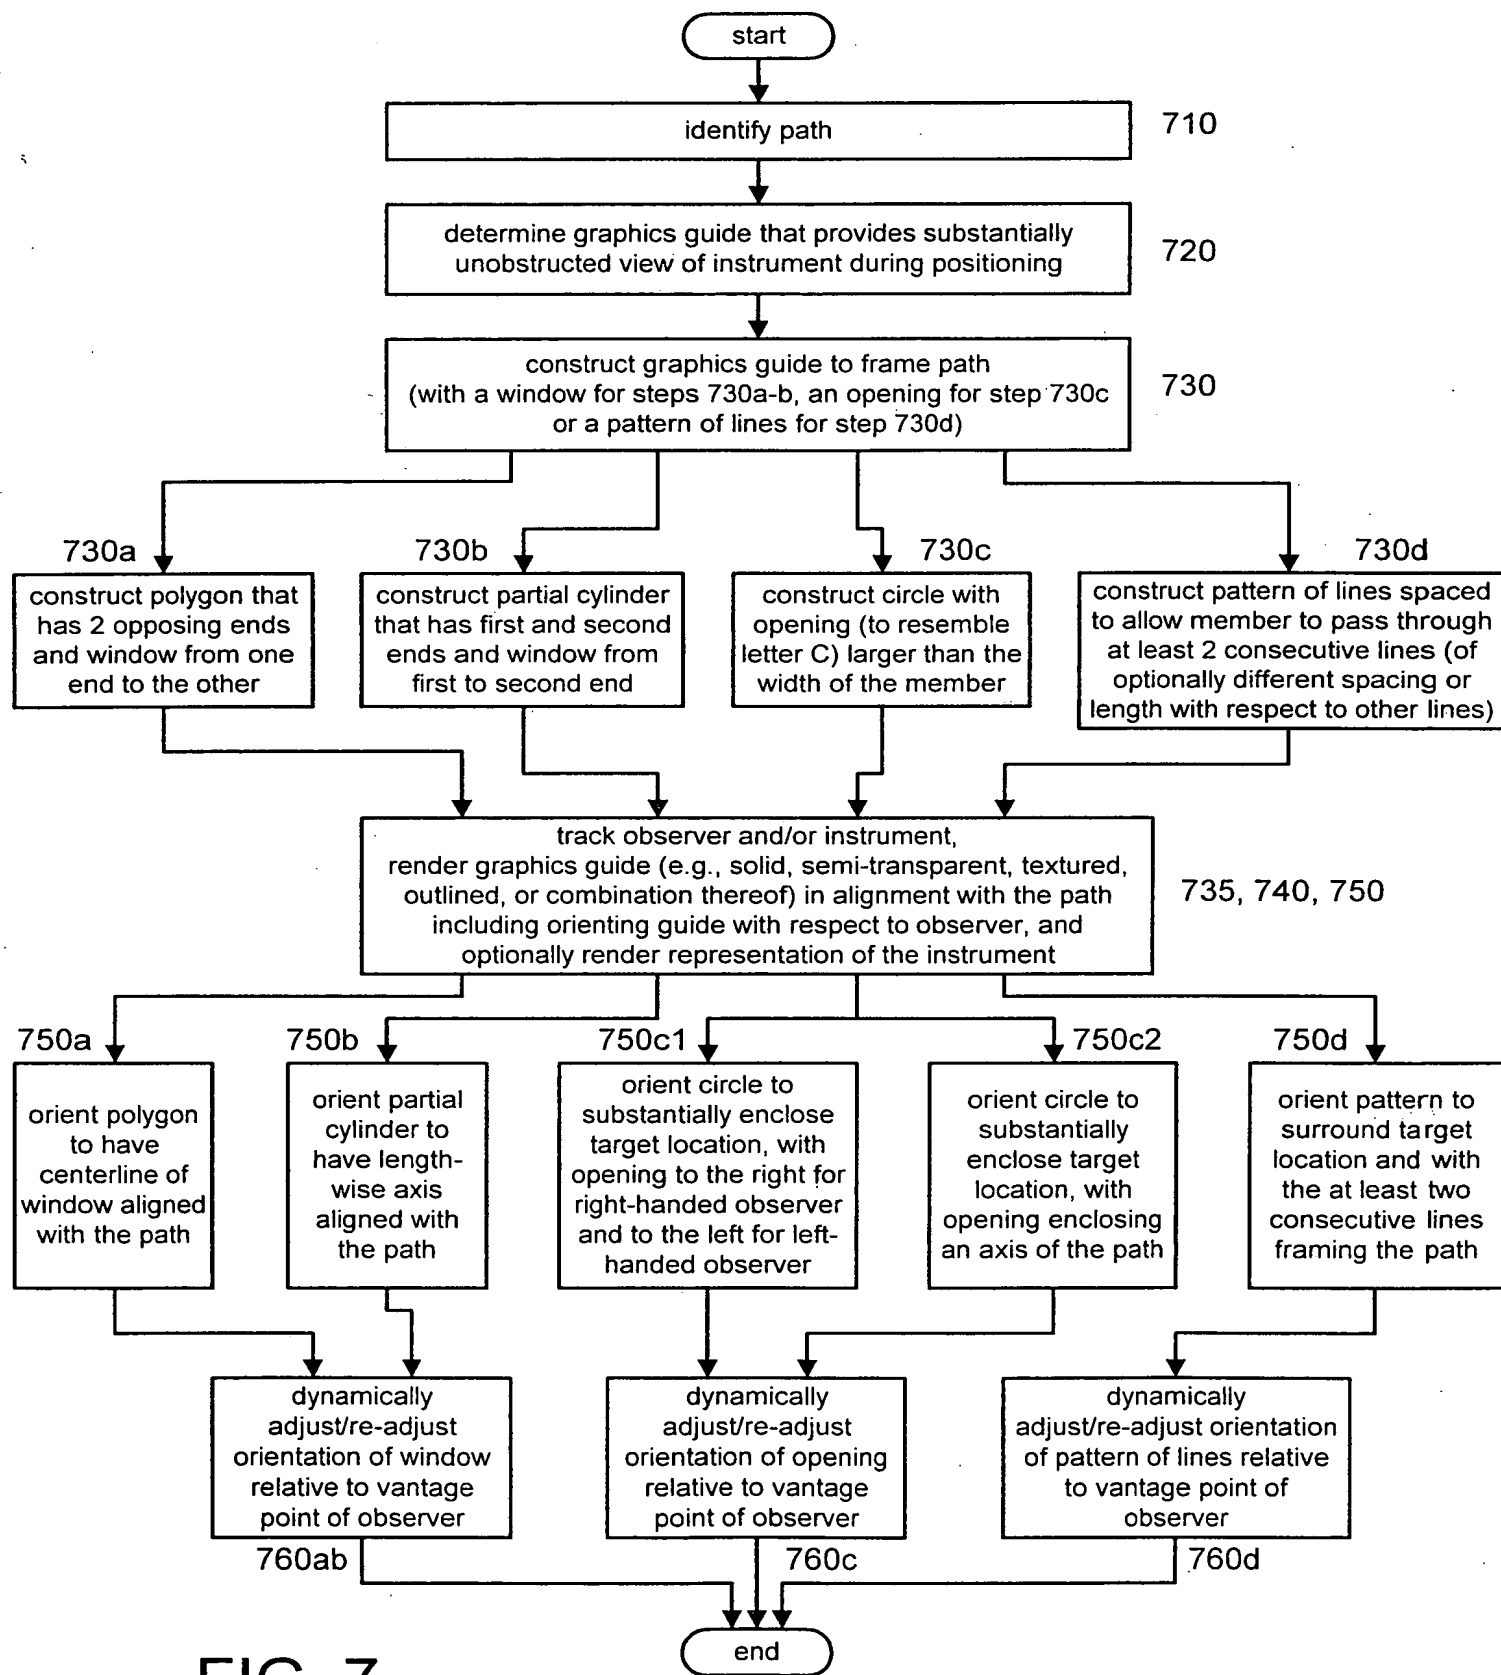 start
identify path
710
determine graphics guide that provides substantially
unobstructed view of instrument during positioning
720
construct graphics guide to frame path
(with a window for steps 730a-b, an opening for step 730c
or a pattern of lines for step 730d)
730
730a
construct polygon that
has 2 opposing ends
and window from one
end to the other
730b
construct partial cylinder
that has first and second
ends and window from
first to second end
730c
construct circle with
opening (to resemble
letter C) larger than the
width of the member
730d
construct pattern of lines spaced
to allow member to pass through
at least 2 consecutive lines (of
optionally different spacing or
length with respect to other lines)
track observer and/or instrument,
render graphics guide (e.g., solid, semi-transparent, textured,
outlined, or combination thereof) in alignment with the path
including orienting guide with respect to observer, and
optionally render representation of the instrument
735, 740, 750
750a
orient polygon
to have
centerline of
window aligned
with the path
750b
orient partial
cylinder to
have length-
wise axis
aligned with
the path
750c1
orient circle to
substantially enclose
target location, with
opening to the right for
right-handed observer
and to the left for left-
handed observer
750c2
orient circle to
substantially
enclose target
location, with
opening enclosing
an axis of the path
750d
orient pattern to
surround target
location and with
the at least two
consecutive lines
framing the path
dynamically
adjust/re-adjust
orientation of window
relative to vantage
point of observer
760ab
dynamically
adjust/re-adjust
orientation of opening
relative to vantage
point of observer
760c
dynamically
adjust/re-adjust orientation
of pattern of lines relative
to vantage point of
observer
760d
end
FIG. 7